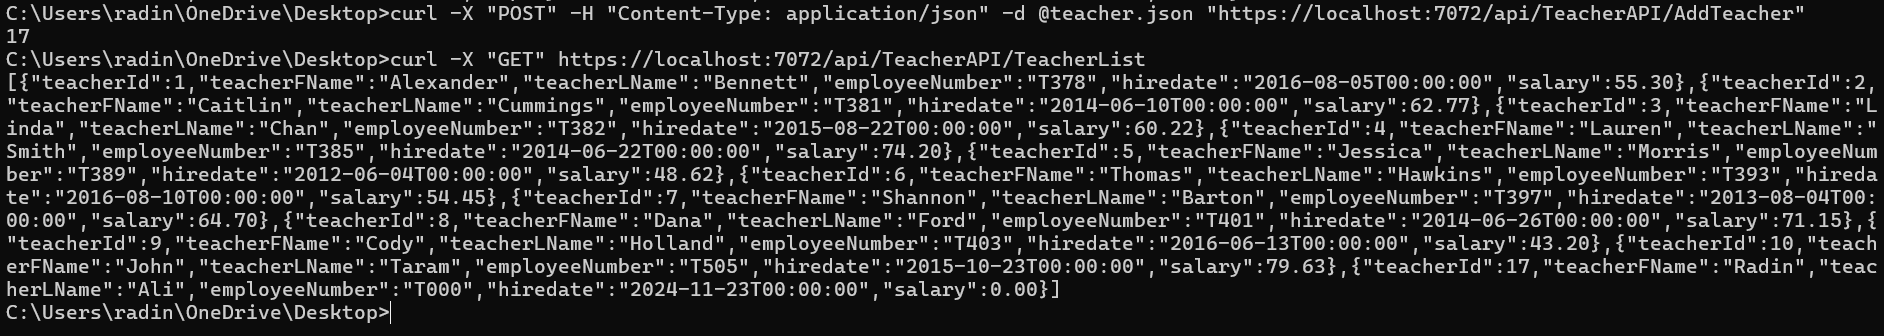 C:\Users\radin\OneDrive\Desktop>curl -X "POST" -H "Content-Type: application/json" -d @teacher.json "https://localhost:7072/api/TeacherAPI/AddTeacher"
17
C:\Users\radin\OneDrive\Desktop>curl -X "GET" https://localhost:7072/api/TeacherAPI/TeacherList
[{"teacherId":1,"teacherFName":"Alexander","teacherLName":"Bennett","employeeNumber":"T378","hiredate":"2016-08-05T00:00:00","salary":55.30},{"teacherId":2,
"teacherFName":"Caitlin","teacherLName":"Cummings","employeeNumber":"T381","hiredate":"2014-06-10T00:00:00","salary":62.77},{"teacherId":3,"teacherFName":"L
inda","teacherLName":"Chan","employeeNumber":"T382","hiredate":"2015-08-22T00:00:00","salary":60.22},{"teacherId":4,"teacherFName":"Lauren","teacherLName":"
Smith","employeeNumber":"T385","hiredate":"2014-06-22T00:00:00","salary":74.20},{"teacherId":5,"teacherFName":"Jessica","teacherLName":"Morris","employeeNum
ber":"T389","hiredate":"2012-06-04T00:00:00","salary":48.62},{"teacherId":6,"teacherFName":"Thomas","teacherLName":"Hawkins","employeeNumber":"T393","hireda
te":"2016-08-10T00:00:00","salary":54.45},{"teacherId":7,"teacherFName":"Shannon","teacherLName":"Barton","employeeNumber":"T397","hiredate":"2013-08-04T00:
00:00","salary":64.70},{"teacherId":8,"teacherFName":"Dana","teacherLName":"Ford","employeeNumber":"T401","hiredate":"2014-06-26T00:00:00","salary":71.15},{
"teacherId":9,"teacherFName":"Cody","teacherLName":"Holland","employeeNumber":"T403","hiredate":"2016-06-13T00:00:00","salary":43.20},{"teacherId":10,"teach
erFName":"John","teacherLName":"Taram","employeeNumber":"T505","hiredate":"2015-10-23T00:00:00","salary":79.63},{"teacherId":17,"teacherFName":"Radin","teac
herLName":"Ali","employeeNumber":"T000","hiredate":"2024-11-23T00:00:00","salary":0.00}]
C:\Users\radin\OneDrive\Desktop>